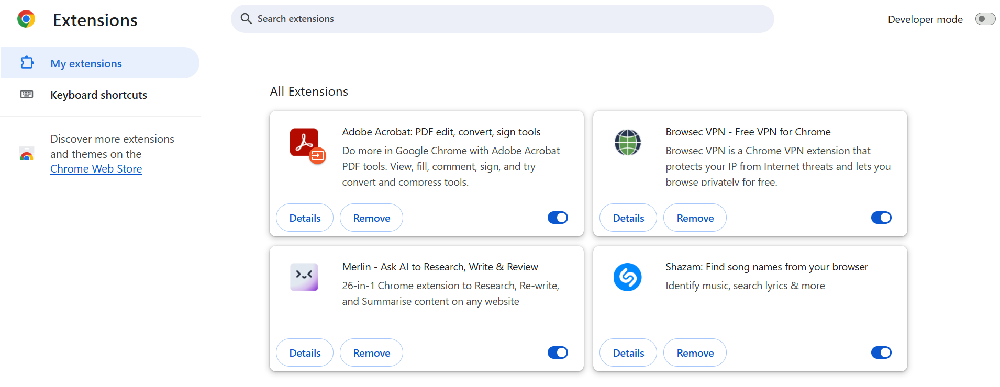 Extensions
Search extensions
Developer mode
My extensions
Keyboard shortcuts
Discover more extensions
and themes on the
Chrome Web Store
All Extensions
Adobe Acrobat: PDF edit, convert, sign tools
Do more in Google Chrome with Adobe Acrobat
PDF tools. View, fill, comment, sign, and try
convert and compress tools.
Details
Remove
Browsec VPN - Free VPN for Chrome
Browsec VPN is a Chrome VPN extension that
protects your IP from Internet threats and lets you
browse privately for free.
Details
Remove
Merlin - Ask AI to Research, Write & Review
26-in-1 Chrome extension to Research, Re-write,
and Summarise content on any website
Details
Remove
Shazam: Find song names from your browser
Identify music, search lyrics & more
Details
Remove